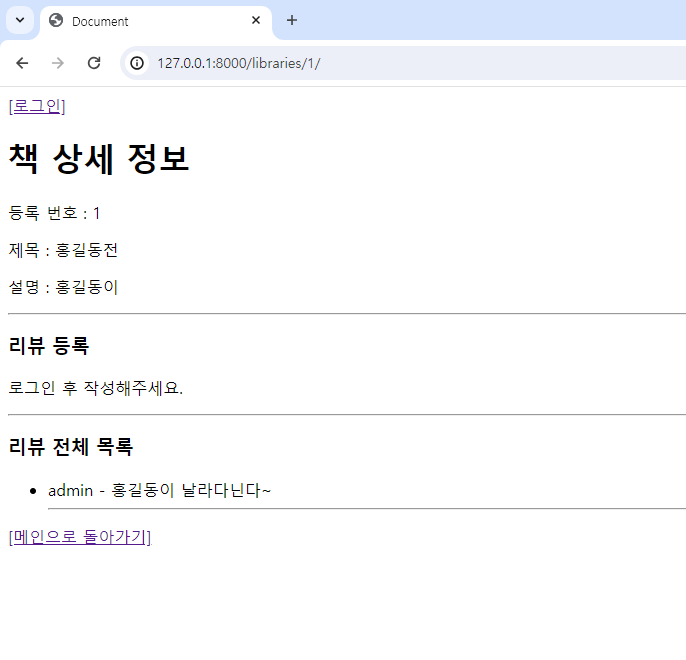 Document
127.0.0.1:8000/libraries/1/
[로그인]
책 상세 정보
등록 번호 : 1
제목 : 홍길동전
설명 : 홍길동이
리뷰 등록
로그인 후 작성해주세요.
리뷰 전체 목록
admin - 홍길동이 날라다닌다~
[메인으로 돌아가기]